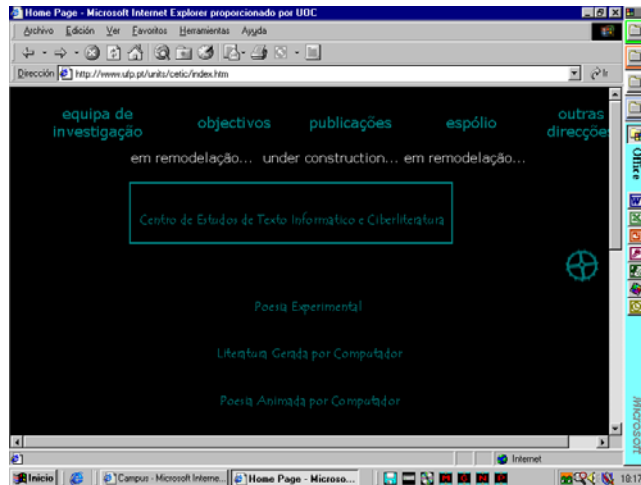 Home Page - Microsoft Internet Explorer proporcionado por UOC
Archivo Edición Ver Favoritos Herramientas Ayuda
Dirección http://www.ufp.pt/units/cetic/index.htm Ir
equipa de investigação
objectivos
publicações
espólio
outras direcções
em remodelação... under construction... em remodelação...
Centro de Estudos de Texto Informático e Ciberliteratura
Poesia Experimental
Literatura Gerada por Computador
Poesia Animada por Computador
Office
Microsoft
Internet
Inicio
Campus - Microsoft Interne...
Home Page - Microso...
10:17